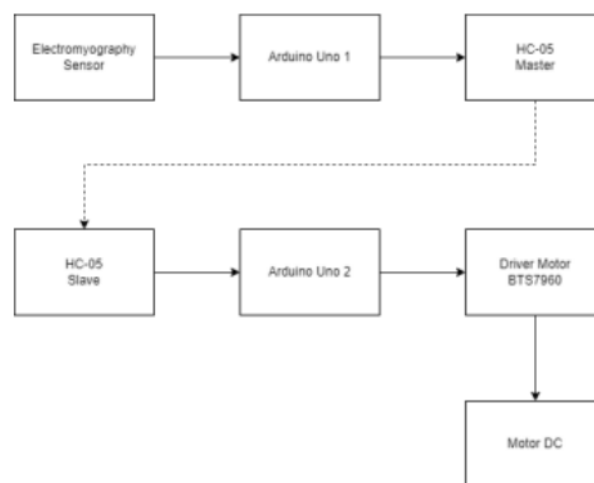 Electromyography
Sensor
Arduino Uno 1
HC-05
Master
HC-05
Slave
Arduino Uno 2
Driver Motor
BTS7960
Motor DC